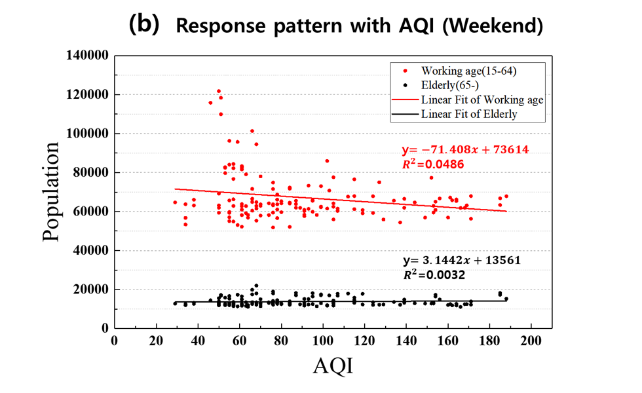 (b) Response pattern with AQI (Weekend)
140000
120000
100000
80000
60000
40000
20000
0
Population
Working age(15-64)
Elderly(65-)
Linear Fit of Working age
Linear Fit of Elderly
y= −71.408x + 73614
R²=0.0486
y= 3.1442x + 13561
R²=0.0032
0 20 40 60 80 100 120 140 160 180 200
AQI